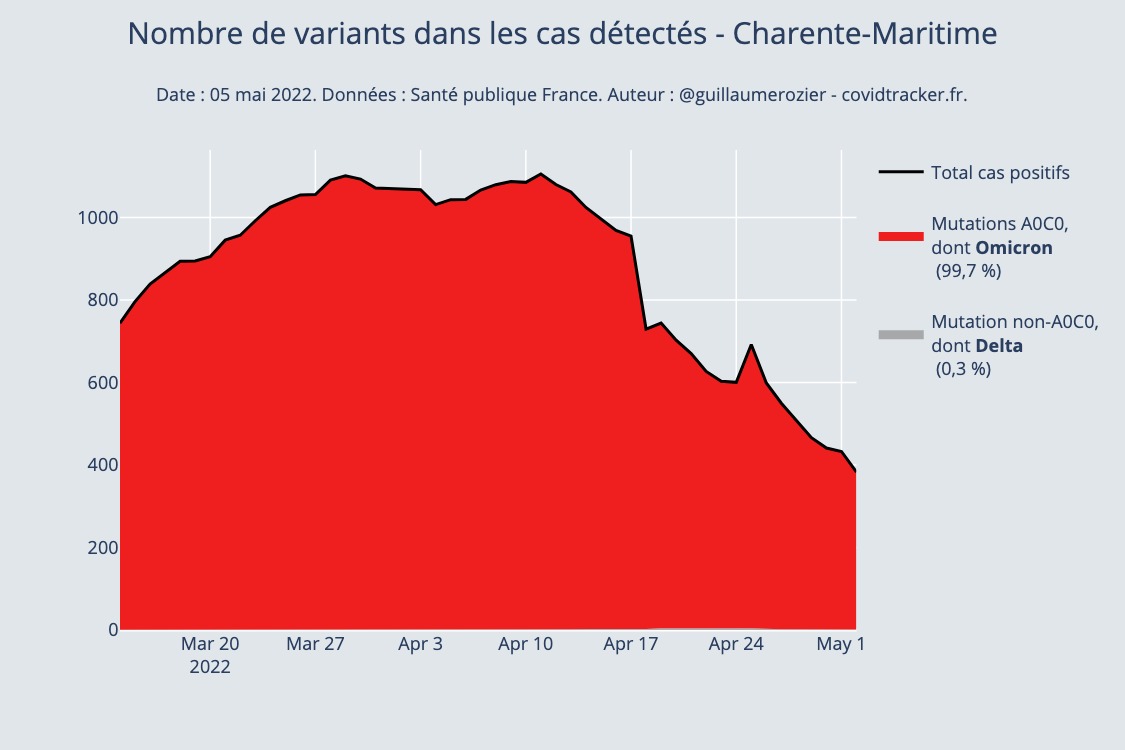 Nombre de variants dans les cas détectés - Charente-Maritime
Date : 05 mai 2022. Données : Santé publique France. Auteur : @guillaumerozier - covidtracker.fr.
Total cas positifs
Mutations A0C0,
dont Omicron
(99,7 %)
Mutation non-A0C0,
dont Delta
(0,3 %)
1000
800
600
400
200
0
Mar 20
2022
Mar 27
Apr 3
Apr 10
Apr 17
Apr 24
May 1